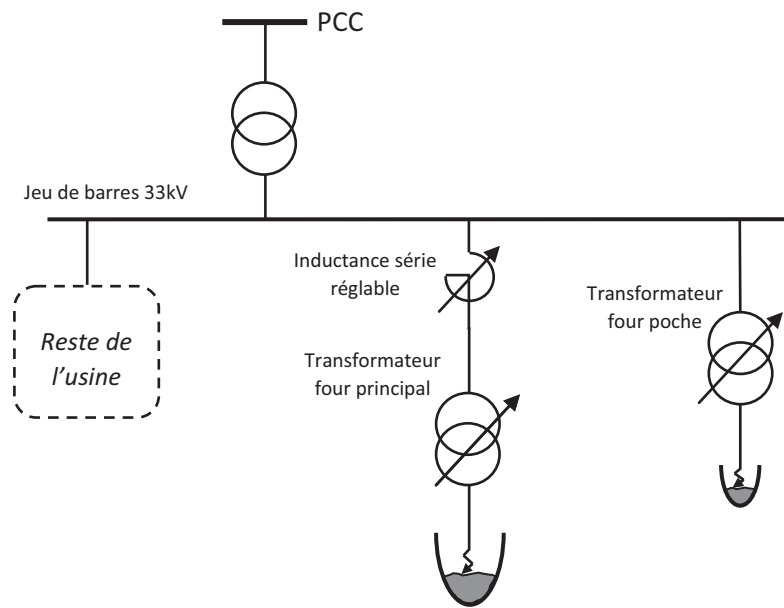 PCC
Jeu de barres 33kV
Inductance série
réglable
Transformateur
four poche
Reste de
l’usine
Transformateur
four principal